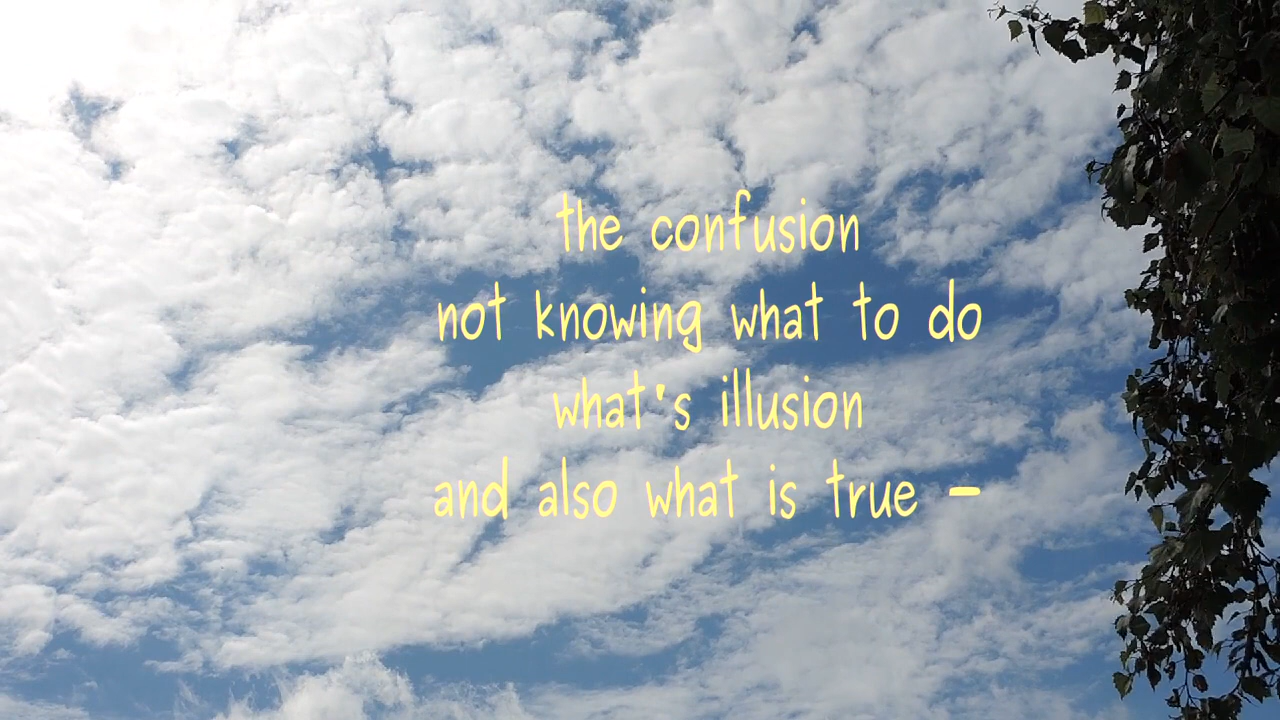 the confusion
not knowing what to do
what's illusion
and also what is true -